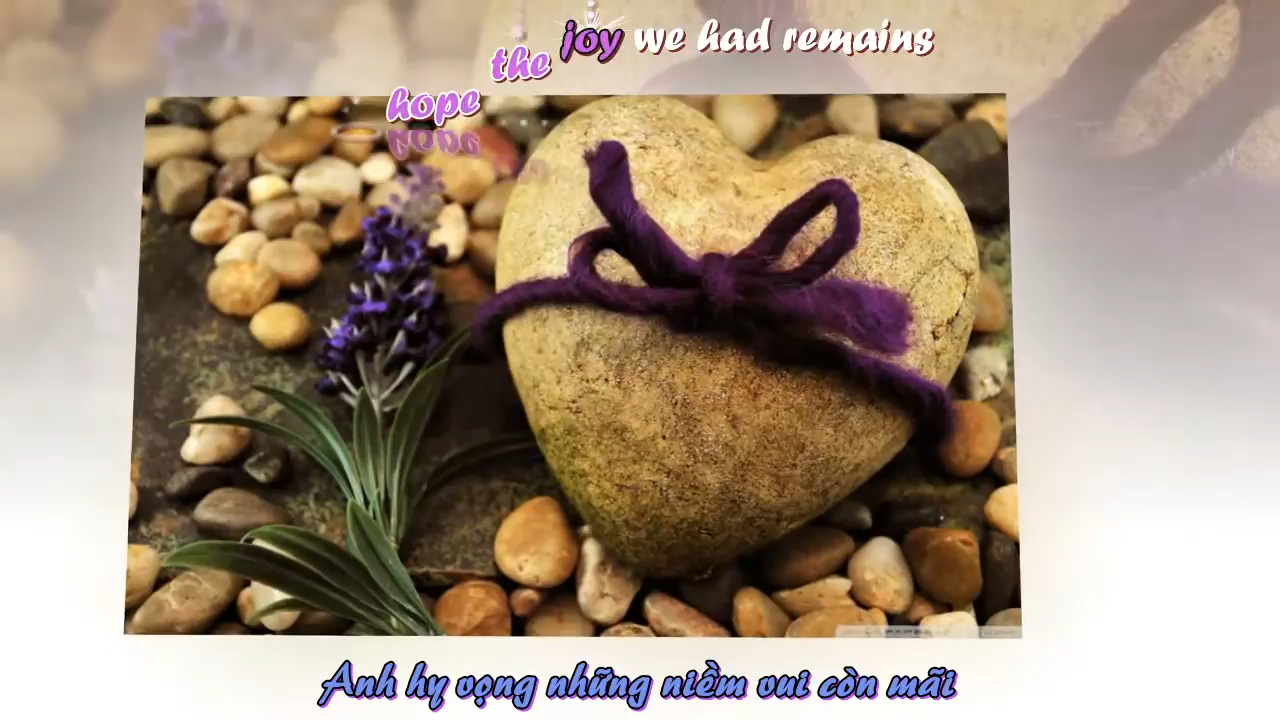 hope the joy we had remains
Anh hy vọng những niềm vui còn mãi